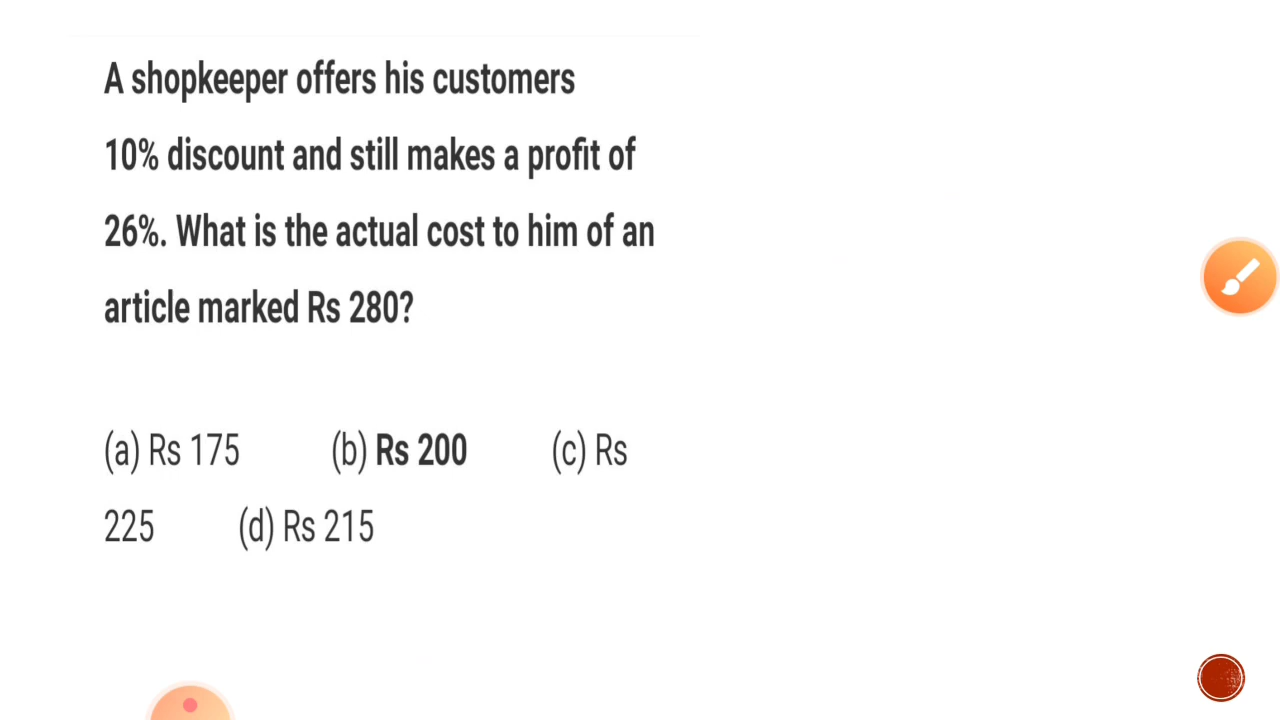 A shopkeeper offers his customers
10% discount and still makes a profit of
26%. What is the actual cost to him of an
article marked Rs 280?
(a) Rs 175 (b) Rs 200 (c) Rs
225 (d) Rs 215